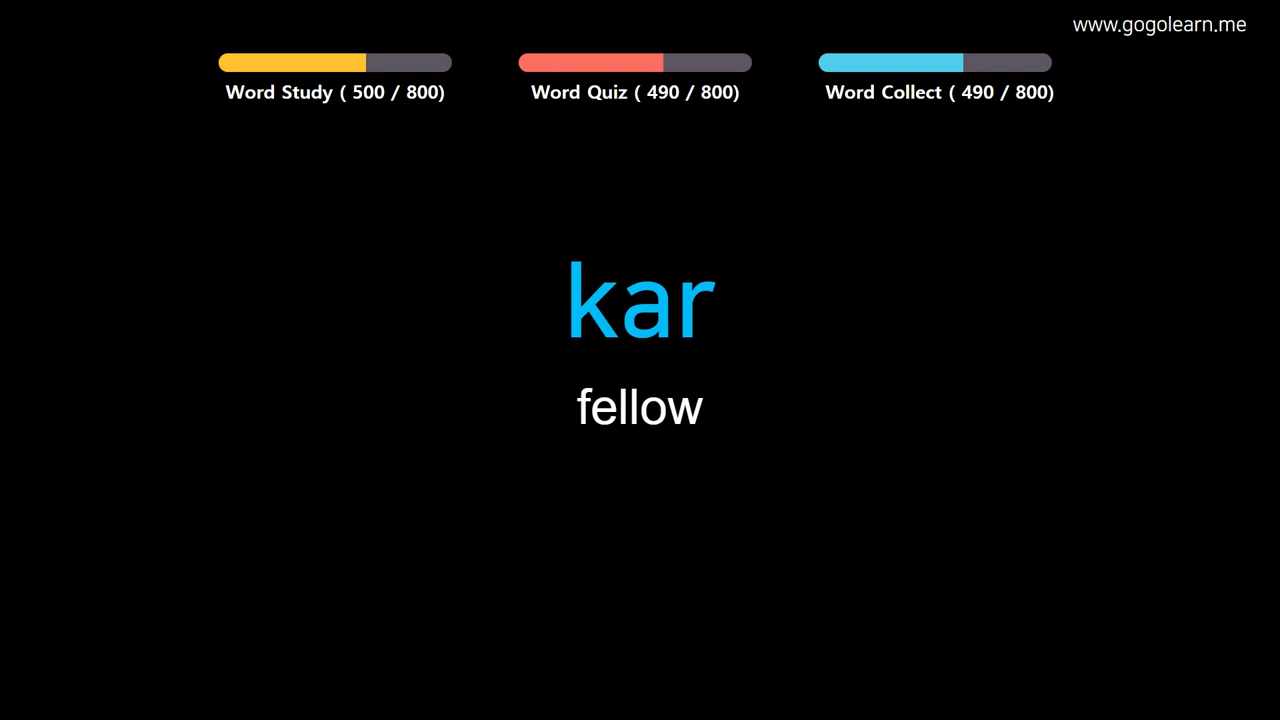 www.gogolearn.me
Word Study ( 500 / 800)
Word Quiz ( 490 / 800)
Word Collect ( 490 / 800)
kar
fellow